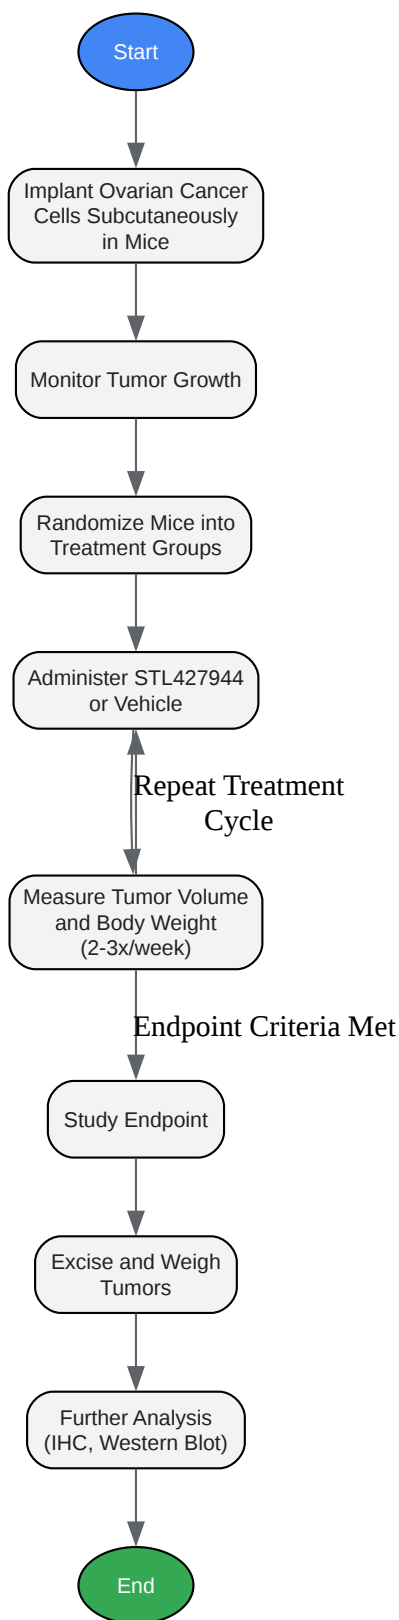 Start
Implant Ovarian Cancer
Cells Subcutaneously
in Mice
Monitor Tumor Growth
Randomize Mice into
Treatment Groups
Administer STL427944
or Vehicle
Repeat Treatment
Cycle
Measure Tumor Volume
and Body Weight
(2-3x/week)
Endpoint Criteria Met
Study Endpoint
Excise and Weigh
Tumors
Further Analysis
(IHC, Western Blot)
End